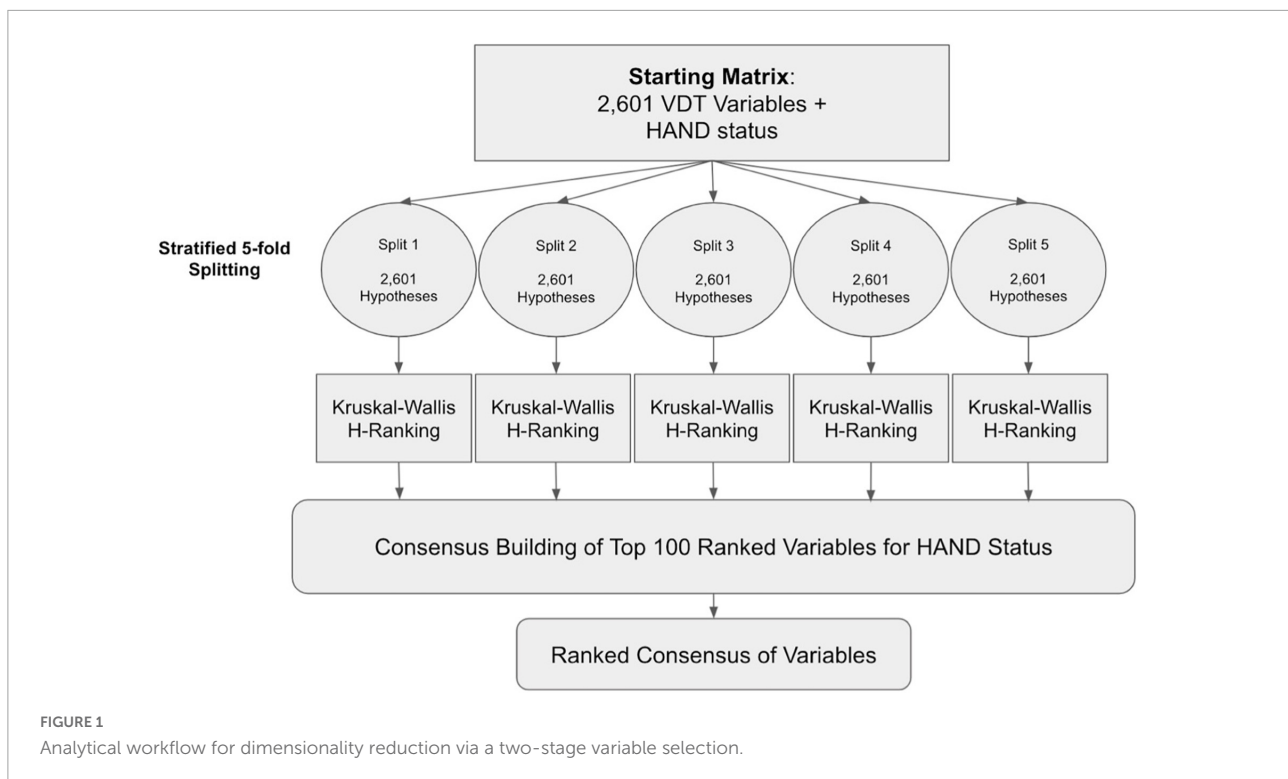 Starting Matrix:
2,601 VDT Variables +
HAND status
Stratified 5-fold
Splitting
Split 1
2,601
Hypotheses
Split 2
2,601
Hypotheses
Split 3
2,601
Hypotheses
Split 4
2,601
Hypotheses
Split 5
2,601
Hypotheses
Kruskal-Wallis
H-Ranking
Kruskal-Wallis
H-Ranking
Kruskal-Wallis
H-Ranking
Kruskal-Wallis
H-Ranking
Kruskal-Wallis
H-Ranking
Consensus Building of Top 100 Ranked Variables for HAND Status
Ranked Consensus of Variables
FIGURE 1
Analytical workflow for dimensionality reduction via a two-stage variable selection.